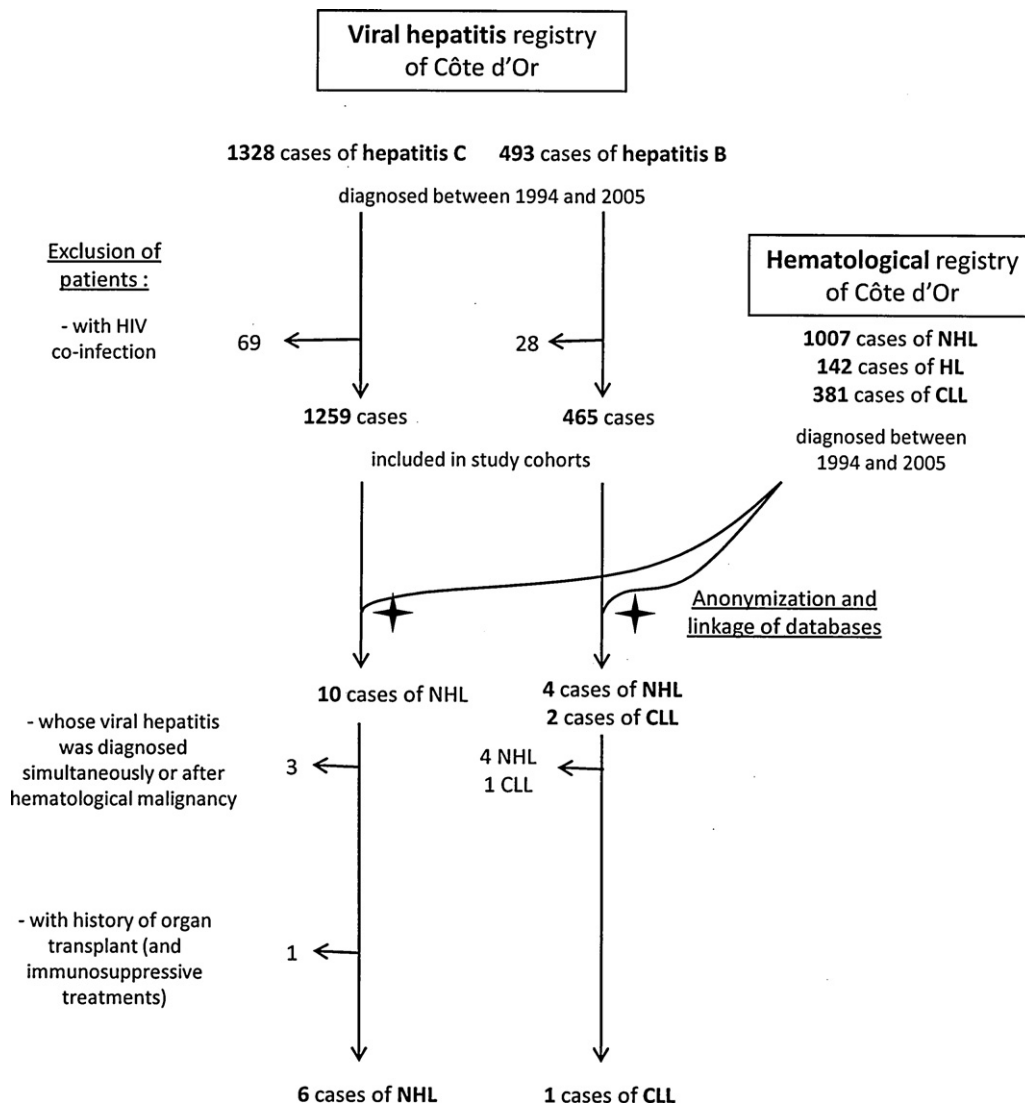 Viral hepatitis registry
of Côte d'Or
1328 cases of hepatitis C
493 cases of hepatitis B
diagnosed between 1994 and 2005
Exclusion of
patients :
- with HIV
co-infection
69
28
Hematological registry
of Côte d'Or
1007 cases of NHL
142 cases of HL
381 cases of CLL
diagnosed between
1994 and 2005
1259 cases
465 cases
included in study cohorts
Anonymization and
linkage of databases
10 cases of NHL
4 cases of NHL
2 cases of CLL
- whose viral hepatitis
was diagnosed
simultaneously or after
hematological malignancy
3
4 NHL
1 CLL
- with history of organ
transplant (and
immunosuppressive
treatments)
1
6 cases of NHL
1 cases of CLL